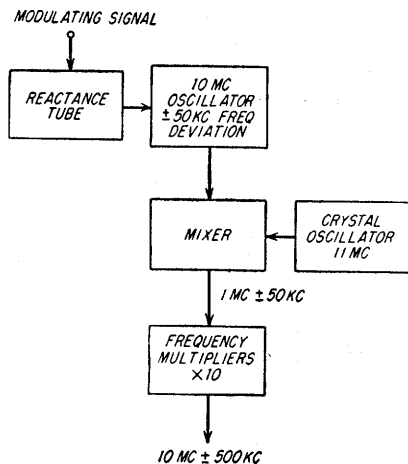 MODULATING SIGNAL
REACTANCE
TUBE
10 MC
OSCILLATOR
± 50 KC FREQ
DEVIATION
MIXER
CRYSTAL
OSCILLATOR
11 MC
1 MC ± 50 KC
FREQUENCY
MULTIPLIERS
×10
10 MC ± 500 KC